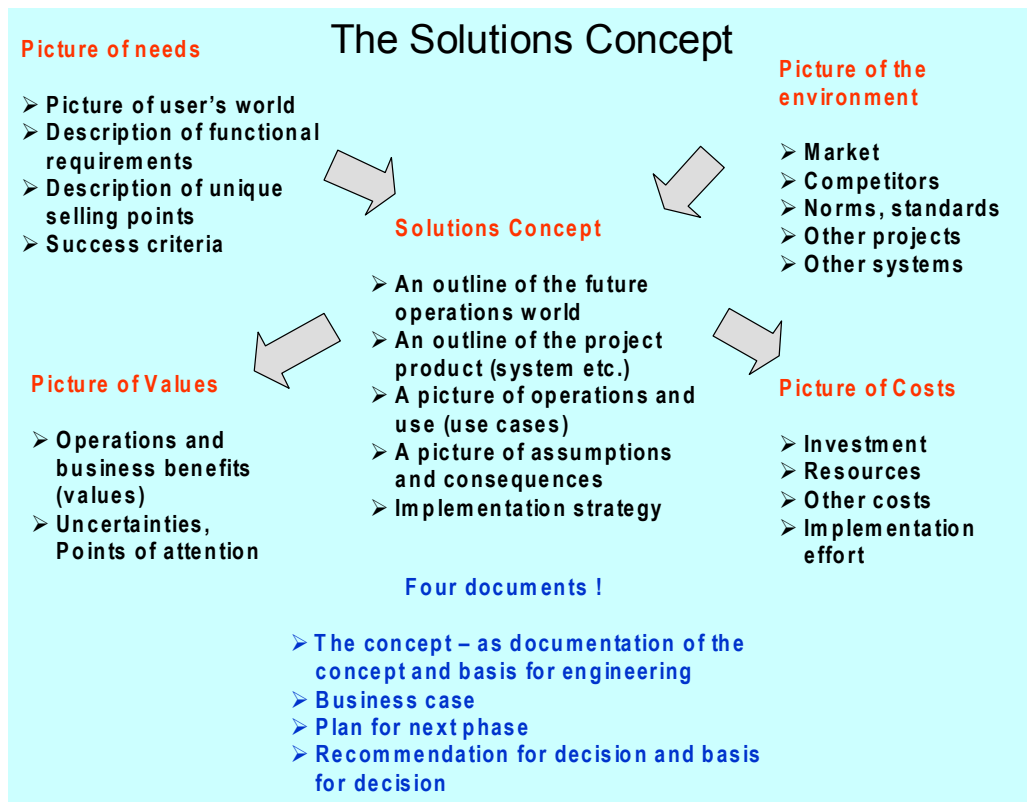 The Solutions Concept
Picture of needs
➢ Picture of user's world
➢ Description of functional
requirements
➢ Description of unique
selling points
➢ Success criteria
Picture of the
environment
➢ Market
➢ Competitors
➢ Norms, standards
➢ Other projects
➢ Other systems
Solutions Concept
➢ An outline of the future
operations world
➢ An outline of the project
product (system etc.)
➢ A picture of operations and
use (use cases)
➢ A picture of assumptions
and consequences
➢ Implementation strategy
Picture of Values
➢ Operations and
business benefits
(values)
➢ Uncertainties,
Points of attention
Picture of Costs
➢ Investment
➢ Resources
➢ Other costs
➢ Implementation
effort
Four documents !
➢ The concept – as documentation of the
concept and basis for engineering
➢ Business case
➢ Plan for next phase
➢ Recommendation for decision and basis
for decision